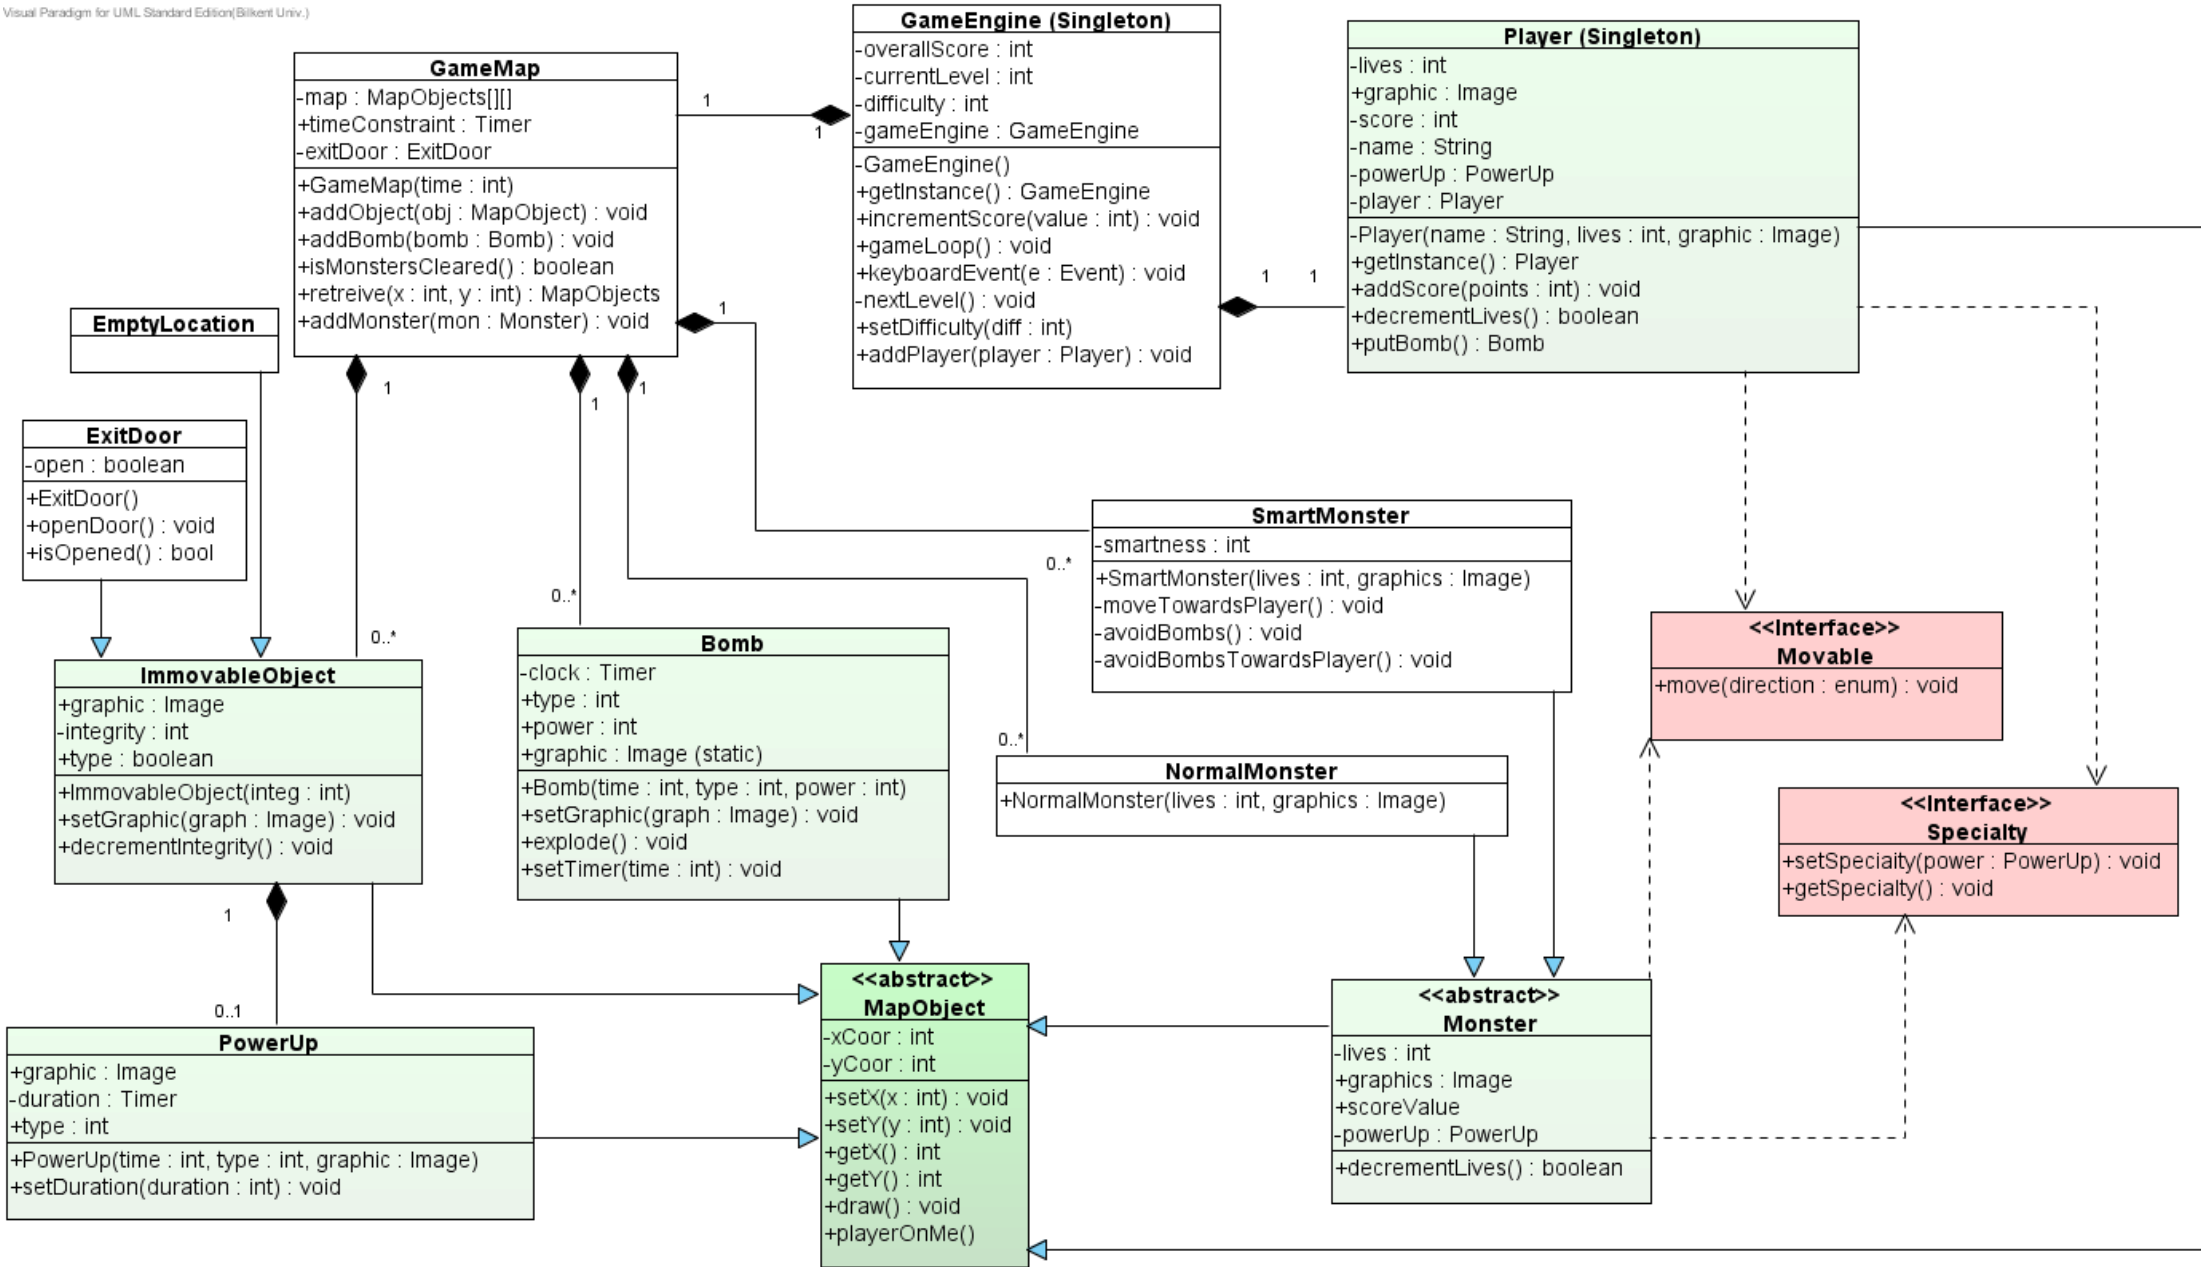 Visual Paradigm for UML Standard Edition(Bilkent Univ.)
GameMap
-map : MapObjects[][]
+timeConstraint : Timer
-exitDoor : ExitDoor
+GameMap(time : int)
+addObject(obj : MapObject) : void
+addBomb(bomb : Bomb) : void
+isMonstersCleared() : boolean
+retreive(x : int, y : int) : MapObjects
+addMonster(mon : Monster) : void
1
1
GameEngine (Singleton)
-overallScore : int
-currentLevel : int
-difficulty : int
-gameEngine : GameEngine
-GameEngine()
+getInstance() : GameEngine
+incrementScore(value : int) : void
+gameLoop() : void
+keyboardEvent(e : Event) : void
-nextLevel() : void
+setDifficulty(diff : int)
+addPlayer(player : Player) : void
1
1
Player (Singleton)
-lives : int
+graphic : Image
-score : int
-name : String
-powerUp : PowerUp
-player : Player
-Player(name : String, lives : int, graphic : Image)
+getInstance() : Player
+addScore(points : int) : void
+decrementLives() : boolean
+putBomb() : Bomb
EmptyLocation
1
1
1
1
ExitDoor
-open : boolean
+ExitDoor()
+openDoor() : void
+isOpened() : bool
0..*
0..*
0..*
0..*
SmartMonster
-smartness : int
+SmartMonster(lives : int, graphics : Image)
-moveTowardsPlayer() : void
-avoidBombs() : void
-avoidBombsTowardsPlayer() : void
ImmovableObject
+graphic : Image
-integrity : int
+type : boolean
+ImmovableObject(integ : int)
+setGraphic(graph : Image) : void
+decrementIntegrity() : void
Bomb
-clock : Timer
+type : int
+power : int
+graphic : Image (static)
+Bomb(time : int, type : int, power : int)
+setGraphic(graph : Image) : void
+explode() : void
+setTimer(time : int) : void
NormalMonster
+NormalMonster(lives : int, graphics : Image)
<<Interface>>
Movable
+move(direction : enum) : void
<<Interface>>
Specialty
+setSpecialty(power : PowerUp) : void
+getSpecialty() : void
1
0..1
PowerUp
+graphic : Image
-duration : Timer
+type : int
+PowerUp(time : int, type : int, graphic : Image)
+setDuration(duration : int) : void
<<abstract>>
MapObject
-xCoor : int
-yCoor : int
+setX(x : int) : void
+setY(y : int) : void
+getX() : int
+getY() : int
+draw() : void
+playerOnMe()
<<abstract>>
Monster
-lives : int
+graphics : Image
+scoreValue
-powerUp : PowerUp
+decrementLives() : boolean